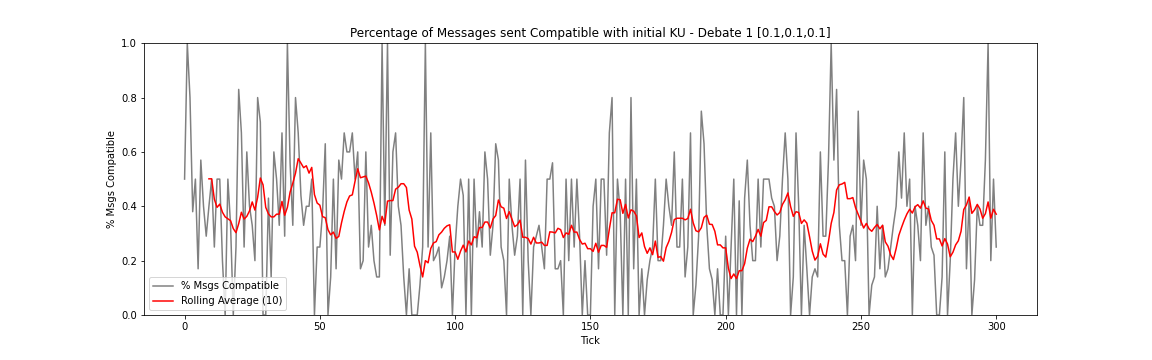 Percentage of Messages sent Compatible with initial KU - Debate 1 [0.1,0.1,0.1]
% Msgs Compatible
1.0
0.8
0.6
0.4
0.2
0.0
% Msgs Compatible
Rolling Average (10)
0
50
100
150
200
250
300
Tick